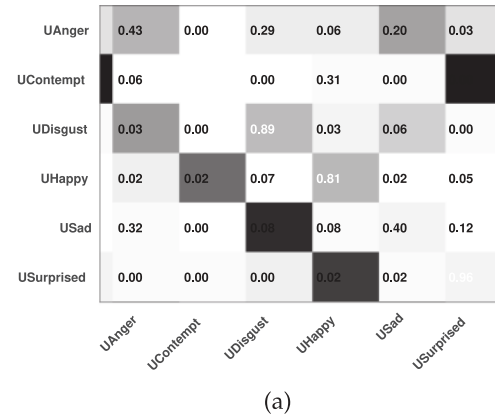 UAnger 0.43 0.00 0.29 0.06 0.20 0.03
UContempt 0.06 0.00 0.31 0.00
UDisgust 0.03 0.00 0.89 0.03 0.06 0.00
UHappy 0.02 0.02 0.07 0.81 0.02 0.05
USad 0.32 0.00 0.08 0.08 0.40 0.12
USurprised 0.00 0.00 0.00 0.02 0.02 0.96
UAnger UContempt UDisgust UHappy USad USurprised
(a)